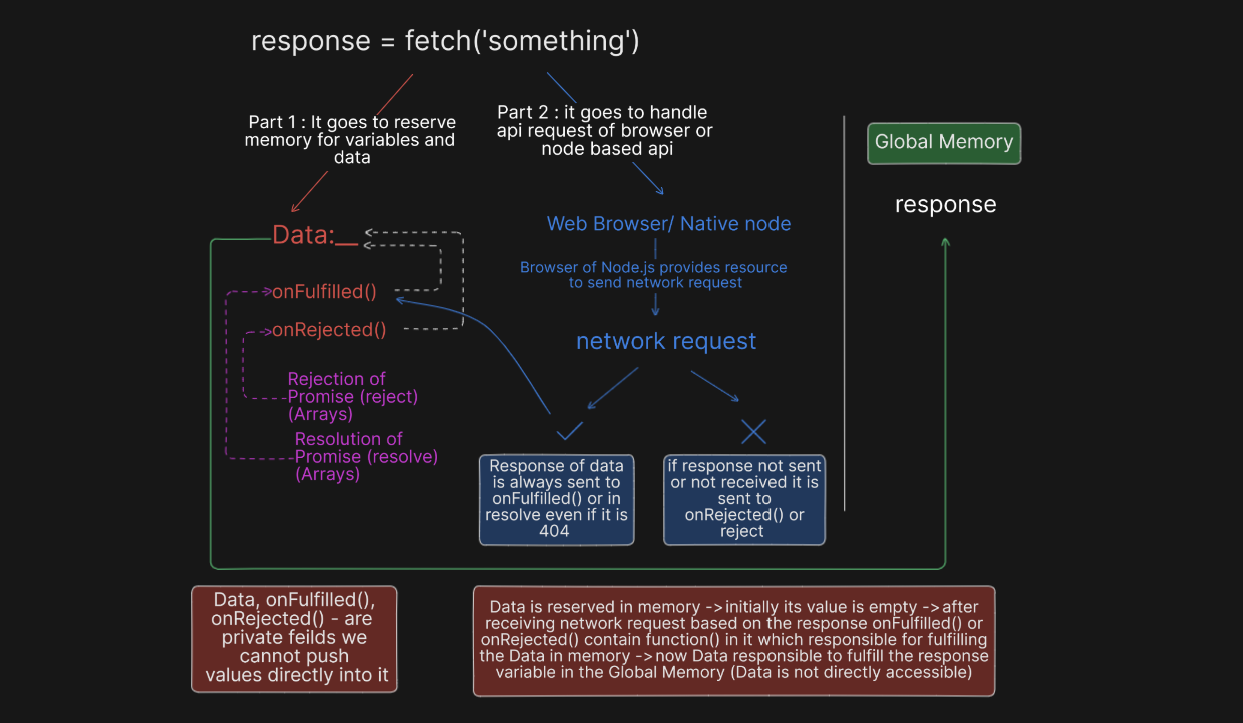 response = fetch('something')
Part 1 : It goes to reserve
memory for variables and
data
Part 2 : it goes to handle
api request of browser or
node based api
Global Memory
response
Data:__
onFulfilled()
onRejected()
Rejection of
Promise (reject)
(Arrays)
Resolution of
Promise (resolve)
(Arrays)
Web Browser/ Native node
Browser of Node.js provides resource
to send network request
network request
Response of data
is always sent to
onFulfilled() or in
resolve even if it is
404
if response not sent
or not received it is
sent to
onRejected() or
reject
Data, onFulfilled(),
onRejected() - are
private feilds we
cannot push
values directly into it
Data is reserved in memory -> initially its value is empty -> after
receiving network request based on the response onFulfilled() or
onRejected() contain function() in it which responsible for fulfilling
the Data in memory -> now Data responsible to fulfill the response
variable in the Global Memory (Data is not directly accessible)